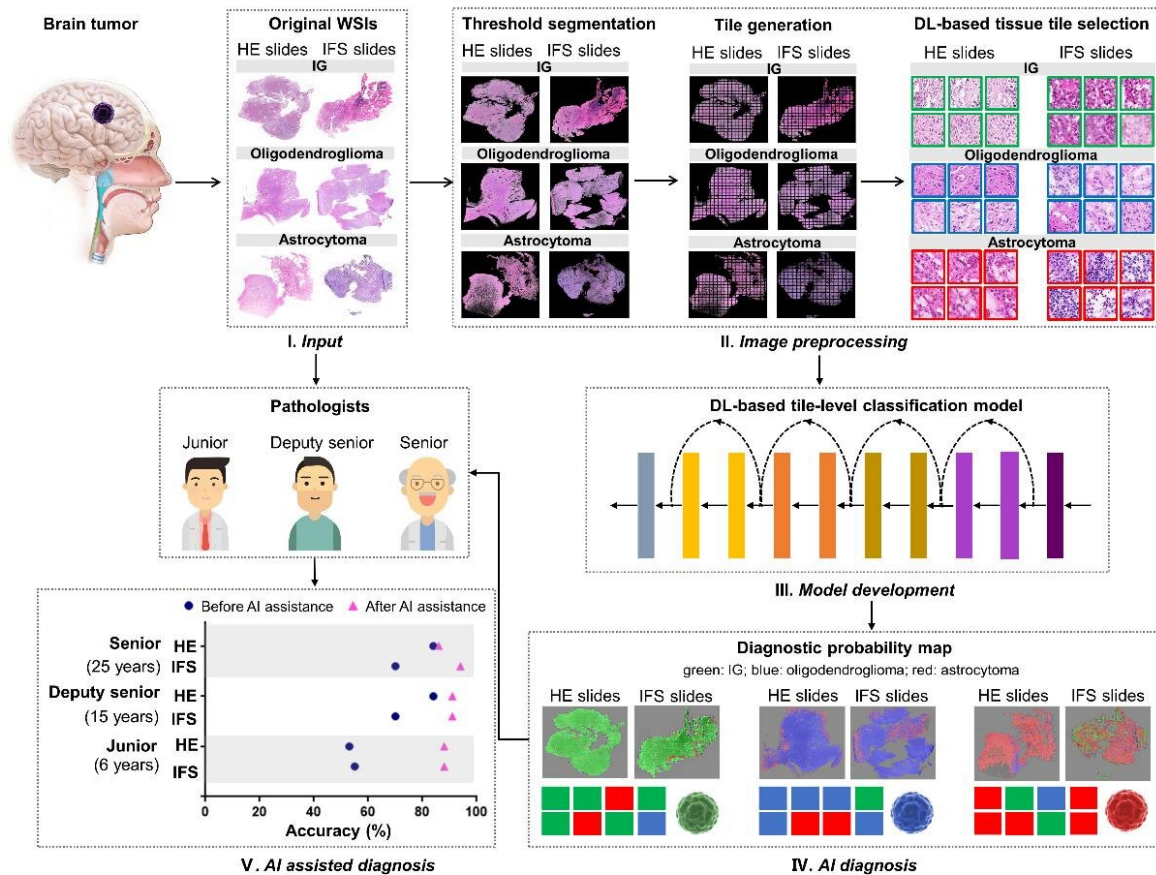 Brain tumor
Original WSIs
HE slides IFS slides
IG
Oligodendroglioma
Astrocytoma
I. Input
Threshold segmentation
HE slides IFS slides
IG
Oligodendroglioma
Astrocytoma
Tile generation
HE slides IFS slides
IG
Oligodendroglioma
Astrocytoma
DL-based tissue tile selection
HE slides IFS slides
IG
Oligodendroglioma
Astrocytoma
II. Image preprocessing
Pathologists
Junior Deputy senior Senior
DL-based tile-level classification model
III. Model development
Before AI assistance After AI assistance
Senior HE
(25 years) IFS
Deputy senior HE
(15 years) IFS
Junior HE
(6 years) IFS
0 20 40 60 80 100
Accuracy (%)
V. AI assisted diagnosis
Diagnostic probability map
green: IG; blue: oligodendroglioma; red: astrocytoma
HE slides IFS slides HE slides IFS slides HE slides IFS slides
IV. AI diagnosis